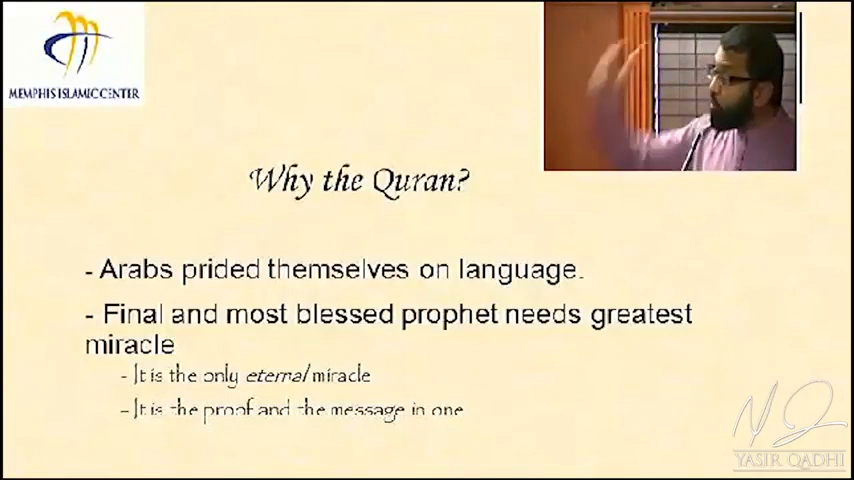 MEMPHIS ISLAMIC CENTER
Why the Quran?
- Arabs prided themselves on language.
- Final and most blessed prophet needs greatest
miracle
- It is the only eternal miracle
- It is the proof and the message in one
YASIR QADHI